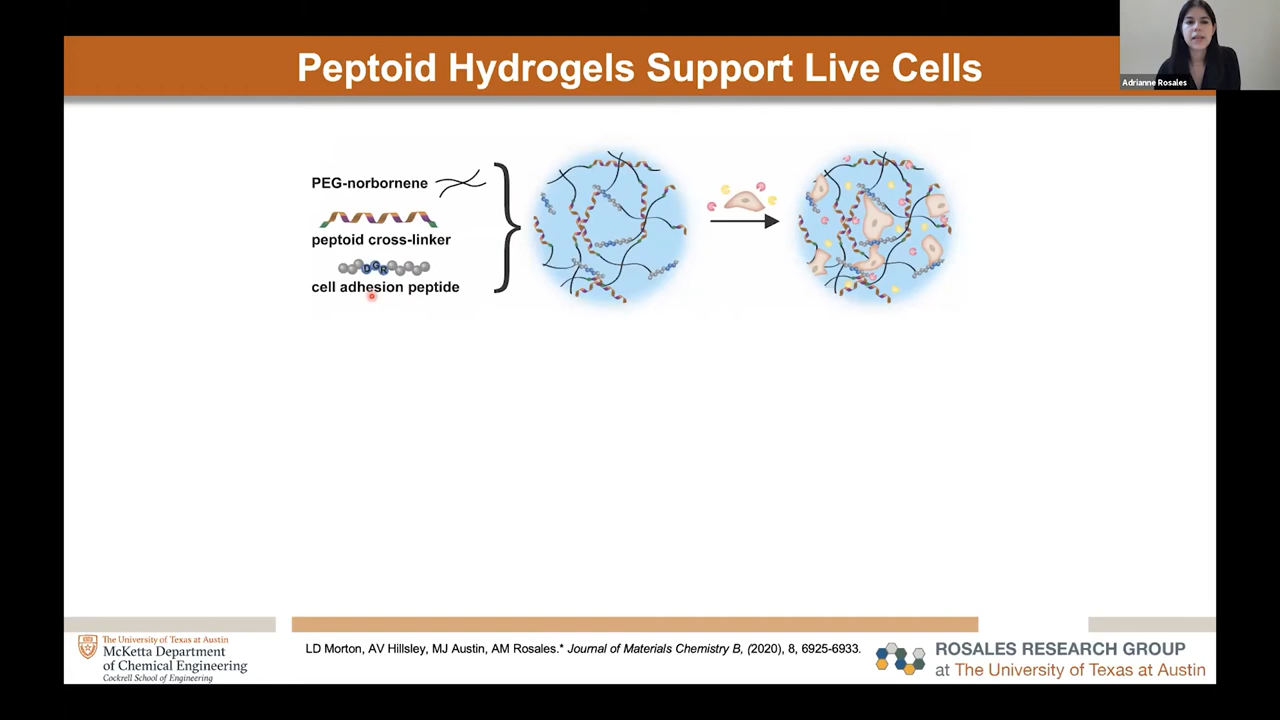 Peptoid Hydrogels Support Live Cells
Adrianne Rosales
PEG-norbornene
peptoid cross-linker
DGR
cell adhesion peptide
The University of Texas at Austin
McKetta Department
of Chemical Engineering
Cockrell School of Engineering
LD Morton, AV Hillsley, MJ Austin, AM Rosales.* Journal of Materials Chemistry B, (2020), 8, 6925-6933.
ROSALES RESEARCH GROUP
at The University of Texas at Austin